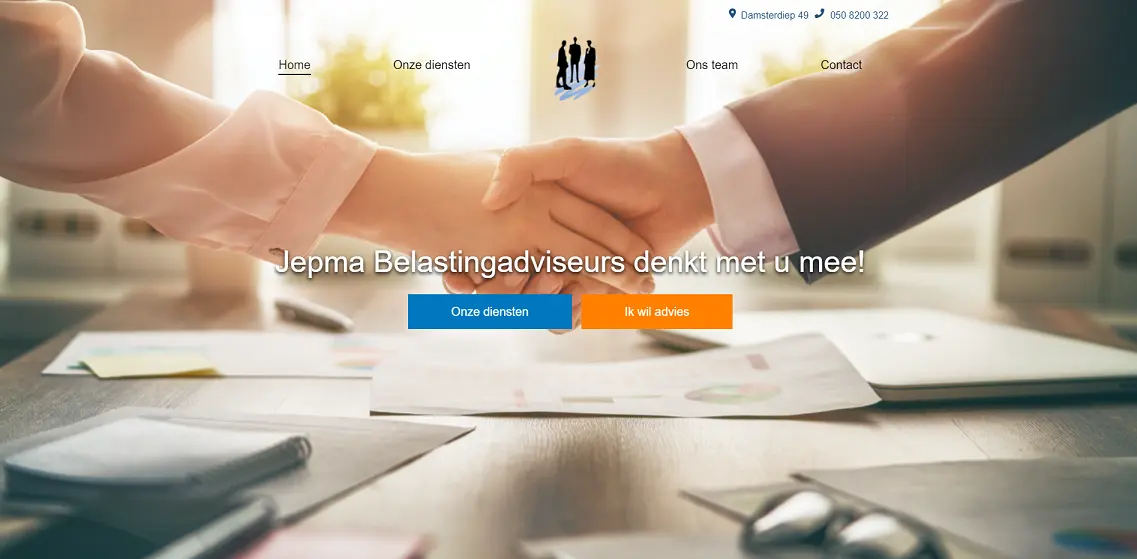 Damsterdiep 49 050 8200 322
Home Onze diensten Ons team Contact
Jepma Belastingadviseurs denkt met u mee!
Onze diensten Ik wil advies